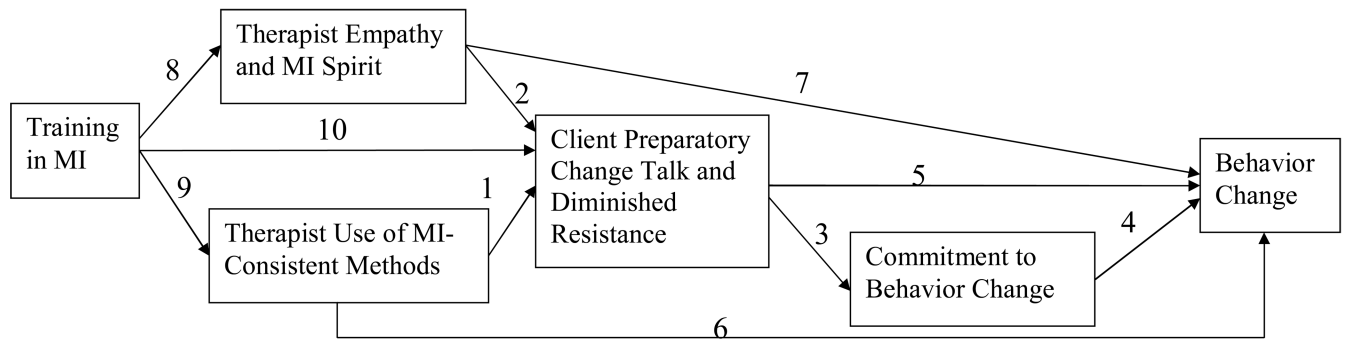 Therapist Empathy
and MI Spirit
8
7
2
Training
in MI
10
Client Preparatory
Change Talk and
Diminished
Resistance
Behavior
Change
5
9
1
Therapist Use of MI-
Consistent Methods
3
4
Commitment to
Behavior Change
6